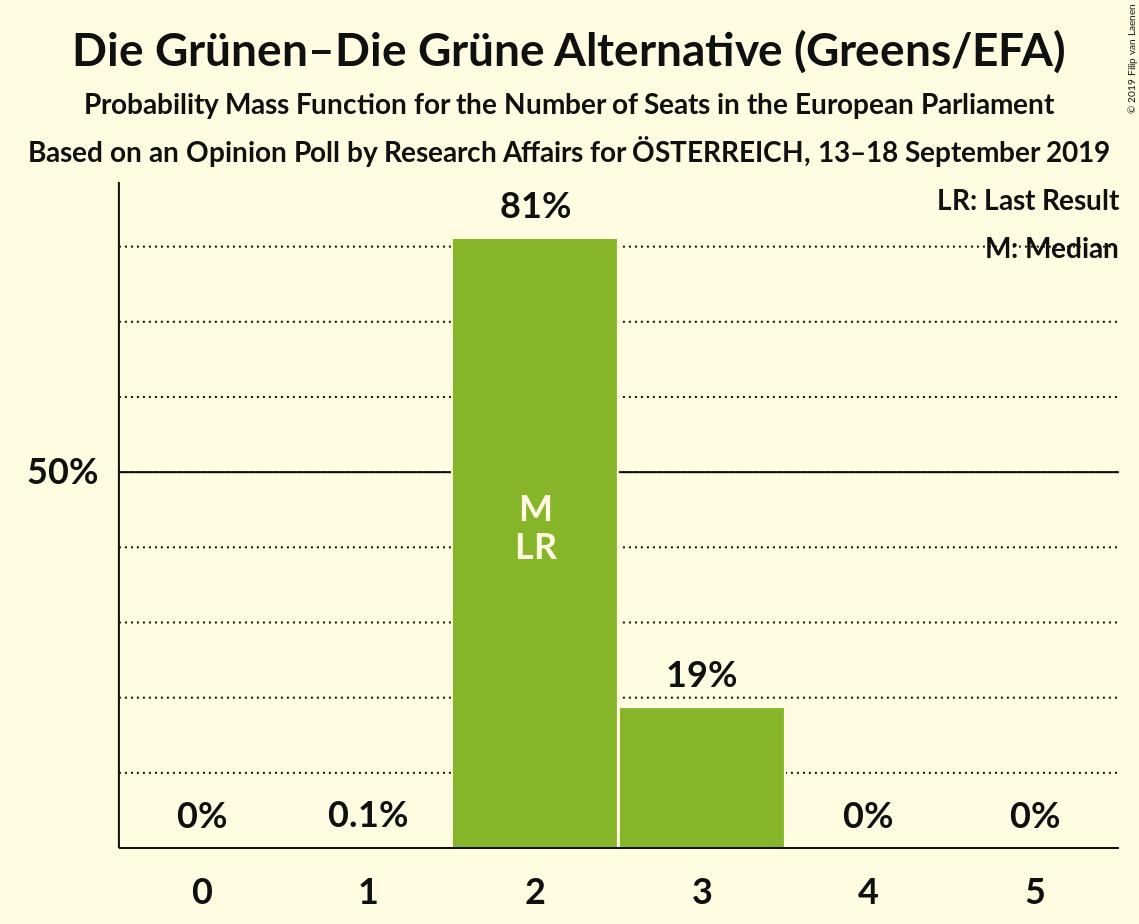 Die Grünen–Die Grüne Alternative (Greens/EFA)
Probability Mass Function for the Number of Seats in the European Parliament
Based on an Opinion Poll by Research Affairs for ÖSTERREICH, 13–18 September 2019
© 2019 Filip van Laenen
LR: Last Result
M: Median
81%
50%
M
LR
19%
0%
0.1%
0%
0%
0
1
2
3
4
5